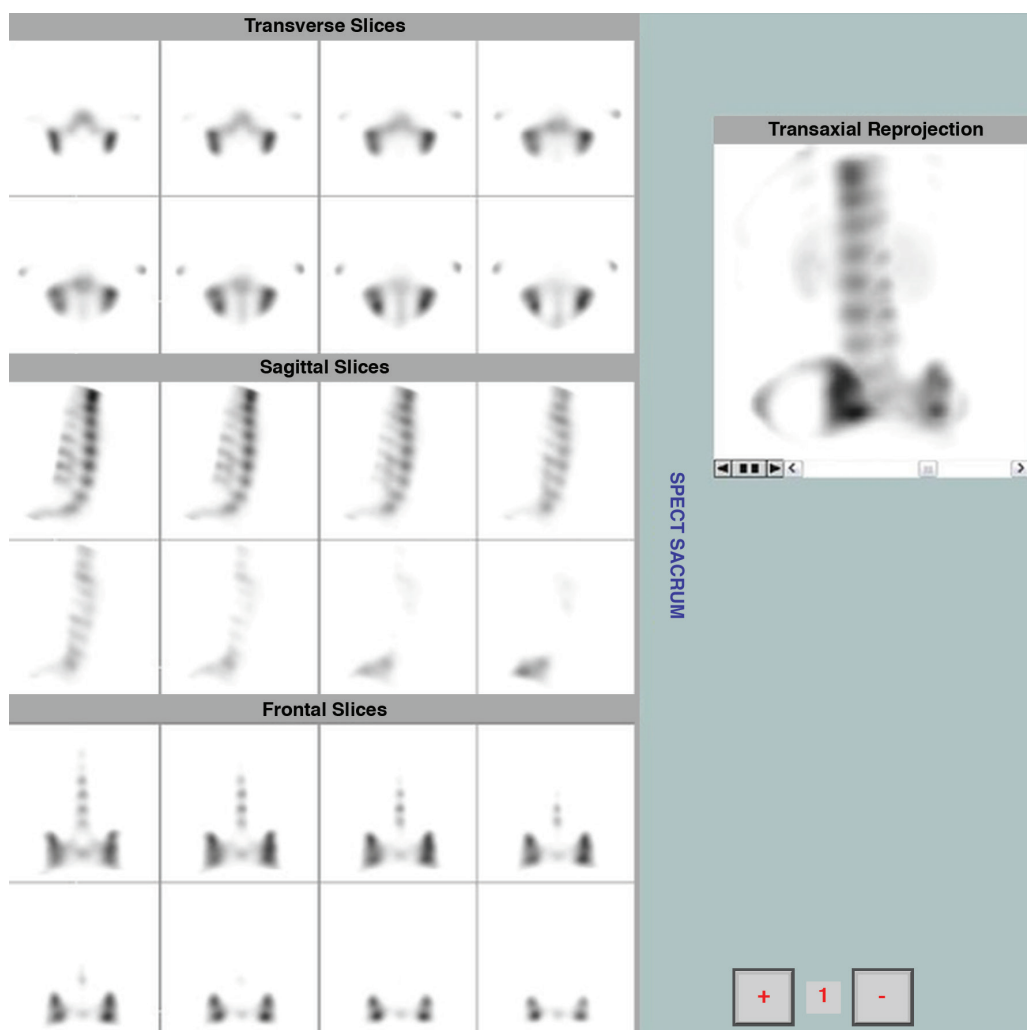 Transverse Slices
Transaxial Reprojection
Sagittal Slices
SPECT SACRUM
Frontal Slices
+ 1 -